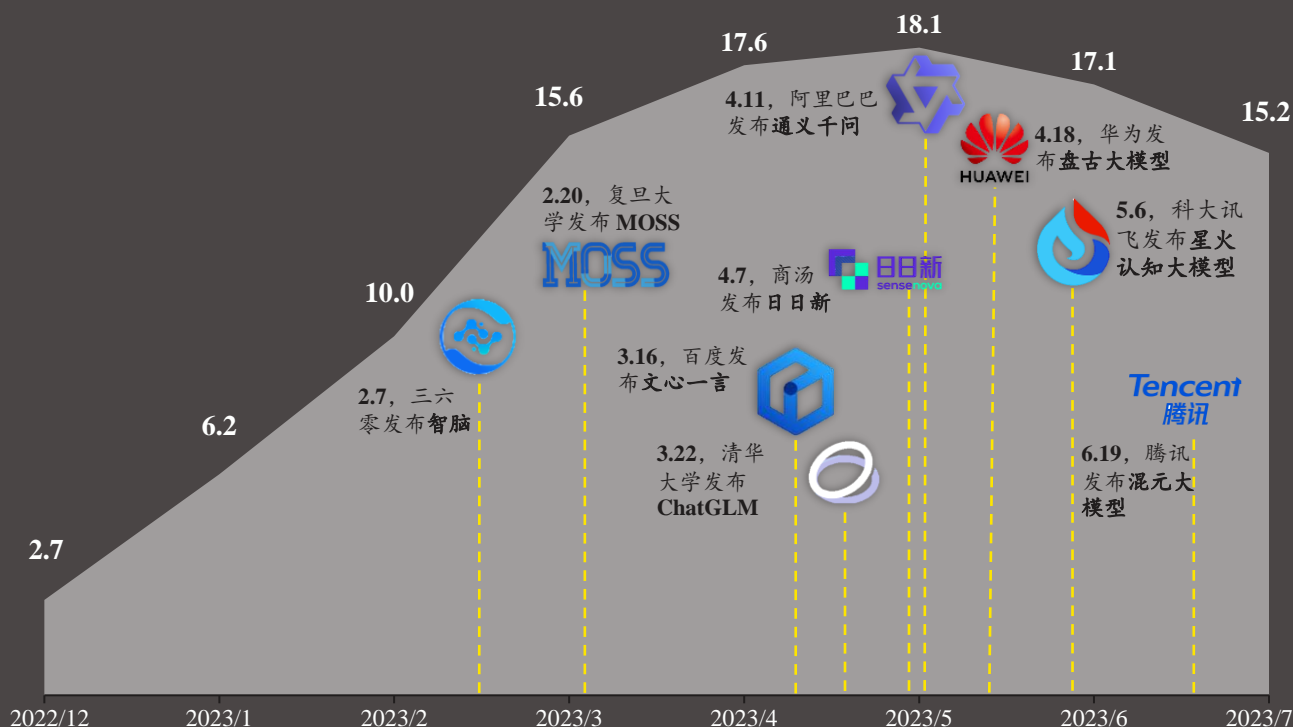 18.1
17.6
17.1
15.6
15.2
10.0
6.2
2.7
4.11，阿里巴巴
发布通义千问
HUAWEI
4.18，华为发
布盘古大模型
2.20，复旦大
学发布 MOSS
MOSS
5.6，科大讯
飞发布星火
认知大模型
4.7，商汤
发布日日新
日日新
sensenova
3.16，百度发
布文心一言
2.7，三六
零发布智脑
Tencent
腾讯
3.22，清华
大学发布
ChatGLM
6.19，腾讯
发布混元大
模型
2022/12
2023/1
2023/2
2023/3
2023/4
2023/5
2023/6
2023/7